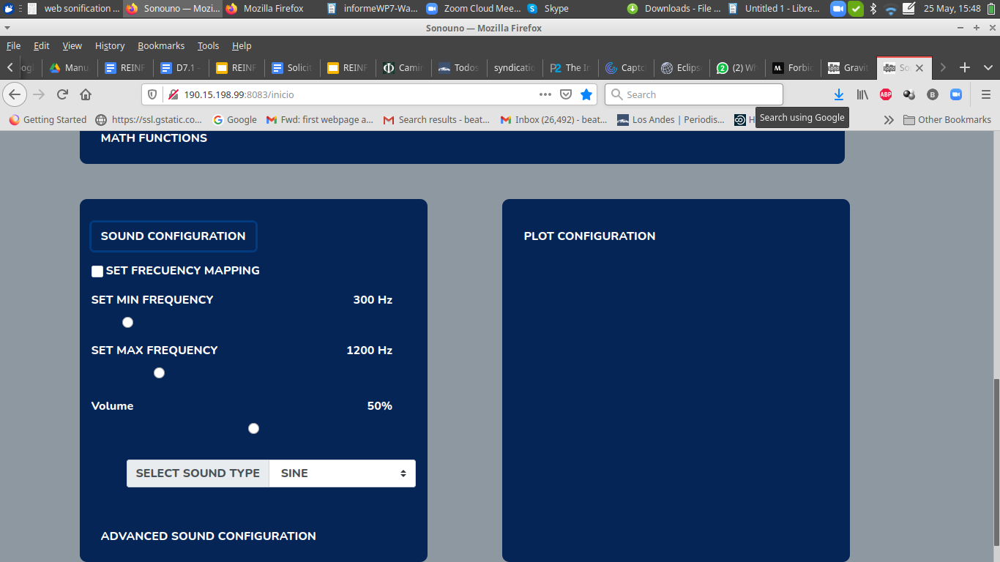 web sonification ... Sonouno — Mozi... Mozilla Firefox informeWP7-Wa... Zoom Cloud Mee... Skype Downloads - File ... Untitled 1 - Libre... 25 May, 15:48
Sonouno — Mozilla Firefox
File Edit View History Bookmarks Tools Help
Manu REINF D7.1 - REINF Solicit REINF Camin Todos syndicatio The Ir Captc Eclips (2) Wh Forbid Gravit So
190.15.198.99:8083/inicio Search
Getting Started https://ssl.gstatic.co... Google Fwd: first webpage a... Search results - beat... Inbox (26,492) - beat... Los Andes | Periodis... H Other Bookmarks
Search using Google
MATH FUNCTIONS
SOUND CONFIGURATION
SET FRECUENCY MAPPING
SET MIN FREQUENCY 300 Hz
SET MAX FREQUENCY 1200 Hz
Volume 50%
SELECT SOUND TYPE SINE
ADVANCED SOUND CONFIGURATION
PLOT CONFIGURATION